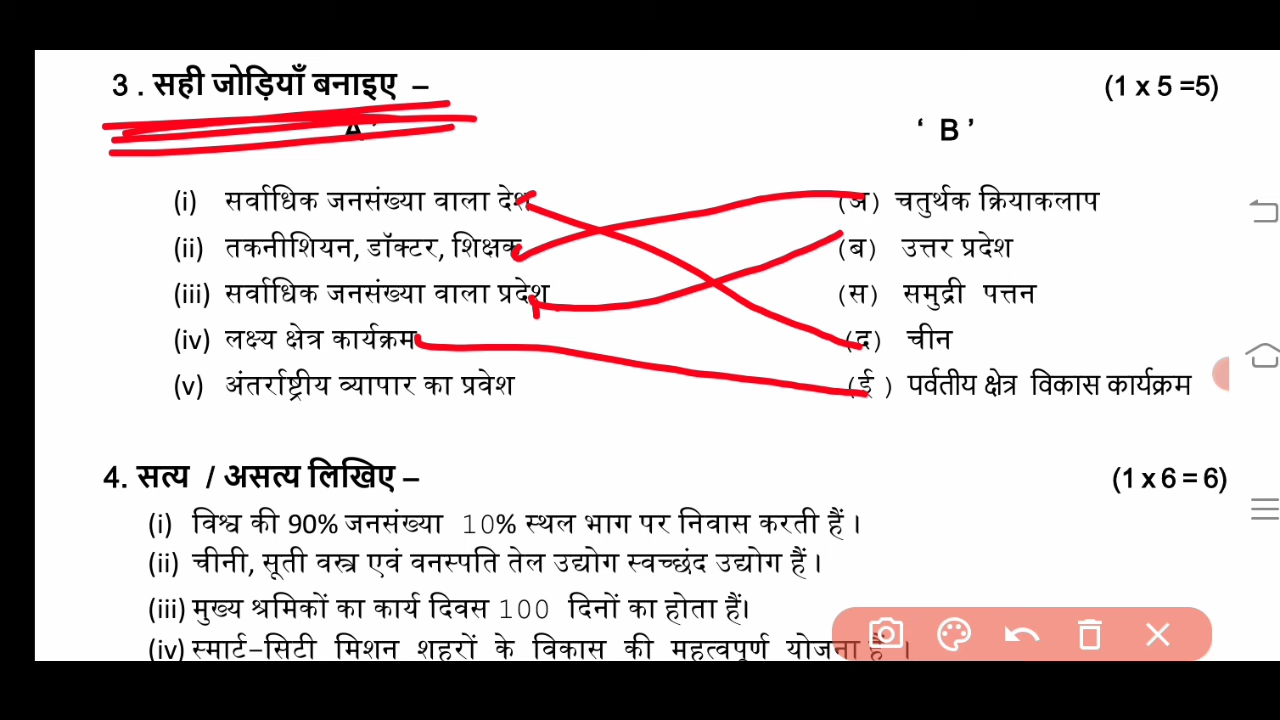 3 . सही जोड़ियाँ बनाइए – (1 x 5 =5)
A ’ ‘ B ’
(i) सर्वाधिक जनसंख्या वाला देश (अ) चतुर्थक क्रियाकलाप
(ii) तकनीशियन, डॉक्टर, शिक्षक (ब) उत्तर प्रदेश
(iii) सर्वाधिक जनसंख्या वाला प्रदेश (स) समुद्री पत्तन
(iv) लक्ष्य क्षेत्र कार्यक्रम (द) चीन
(v) अंतर्राष्ट्रीय व्यापार का प्रवेश (ई ) पर्वतीय क्षेत्र विकास कार्यक्रम
4. सत्य / असत्य लिखिए – (1 x 6 = 6)
(i) विश्व की 90% जनसंख्या 10% स्थल भाग पर निवास करती हैं ।
(ii) चीनी, सूती वस्त्र एवं वनस्पति तेल उद्योग स्वच्छंद उद्योग हैं ।
(iii) मुख्य श्रमिकों का कार्य दिवस 100 दिनों का होता हैं।
(iv) स्मार्ट–सिटी मिशन शहरों के विकास की महत्वपूर्ण योजना हैं ।